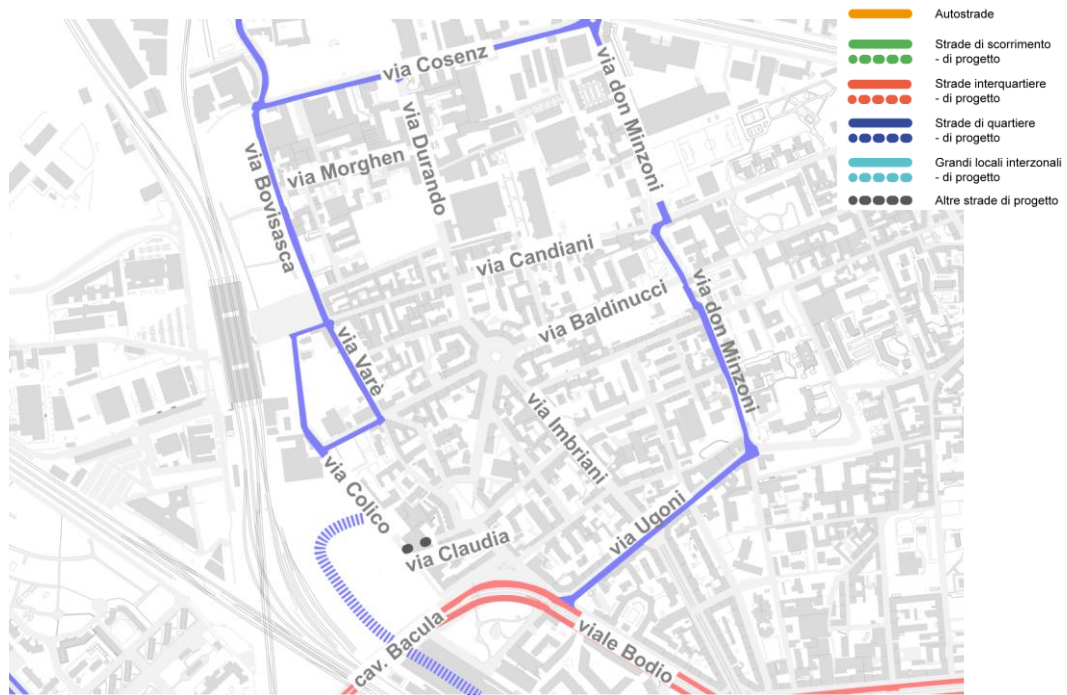 Autostrade
Strade di scorrimento
- di progetto
Strade interquartiere
- di progetto
Strade di quartiere
- di progetto
Grandi locali interzonali
- di progetto
Altre strade di progetto
via Cosenz
via don Minzoni
via Durando
via Morghen
via Bovisasca
via Candiani
via Baldinucci
via don Minzoni
via Varè
via Imbriani
via Colico
via Ugoni
via Claudia
cav. Bacula
viale Bodio